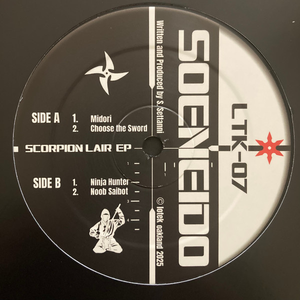 SIDE A
1. Midori
2. Choose the Sword
SCORPION LAIR EP
SIDE B
1. Ninja Hunter
2. Noob Saibot
Written and Produced by S. Settanni
SOENEIDO
LTK-07
© lotek oakland 2025